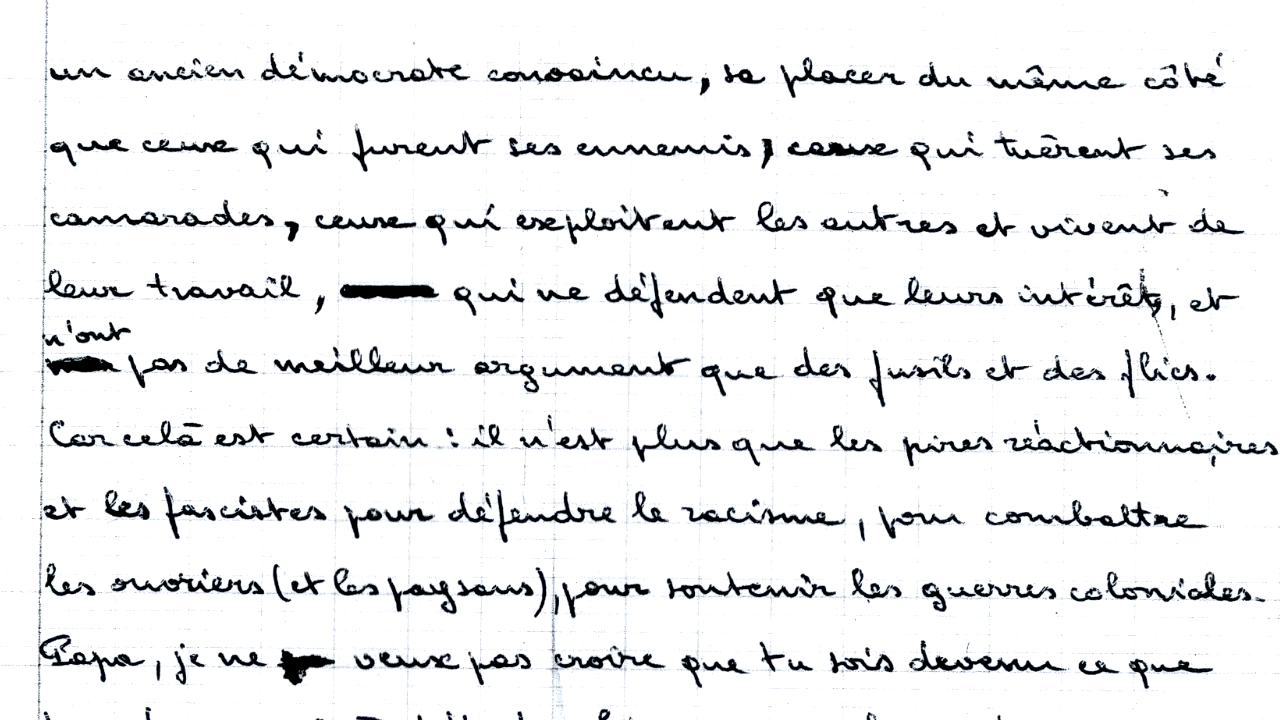 un ancien démocrate convaincu, se placer du même côté
que ceux qui furent ses ennemis, ceux qui tuèrent ses
camarades, ceux qui exploitent les autres et vivent de
leur travail, qui ne défendent que leurs intérêts, et
n'ont
pas de meilleur argument que des fusils et des flics.
Car celà est certain : il n'est plus que les pires réactionnaires
et les fascistes pour défendre le racisme, pour combattre
les ouvriers (et les paysans), pour soutenir les guerres coloniales.
Papa, je ne veux pas croire que tu sois devenu ce que